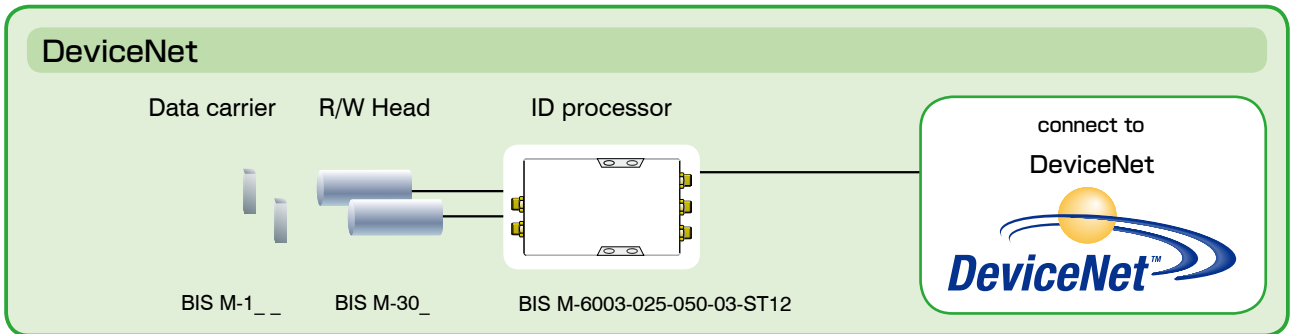 DeviceNet
Data carrier R/W Head ID processor
connect to
DeviceNet
DeviceNet™
BIS M-1_ _ BIS M-30_ BIS M-6003-025-050-03-ST12